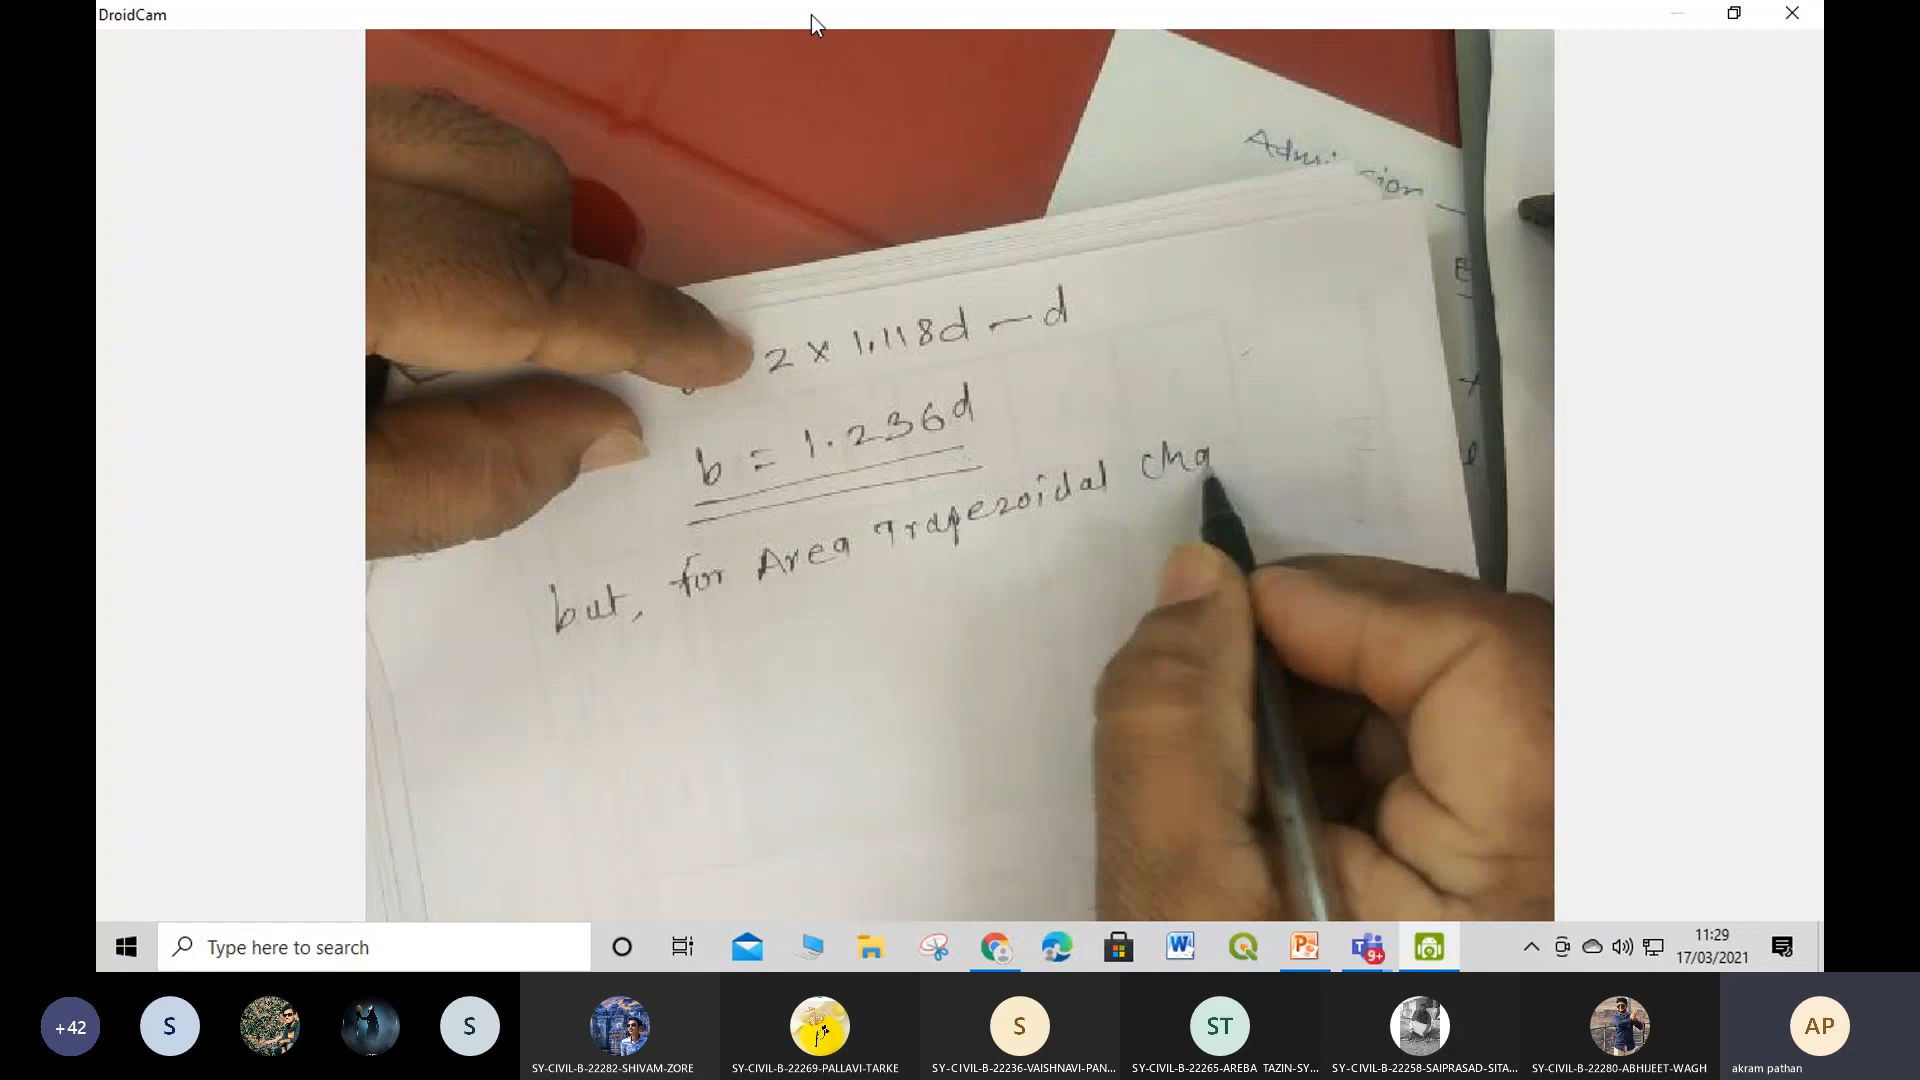 DroidCam
Admission
2 × 1.118d - d
b = 1.236d
but, for Area Trapezoidal cha
Type here to search
9+
11:29
17/03/2021
+42
S
S
S
ST
AP
SY-CIVIL-B-22282-SHIVAM-ZORE
SY-CIVIL-B-22269-PALLAVI-TARKE
SY-CIVIL-B-22236-VAISHNAVI-PAN...
SY-CIVIL-B-22265-AREBA TAZIN-SY...
SY-CIVIL-B-22258-SAIPRASAD-SITA...
SY-CIVIL-B-22280-ABHIJEET-WAGH
akram pathan